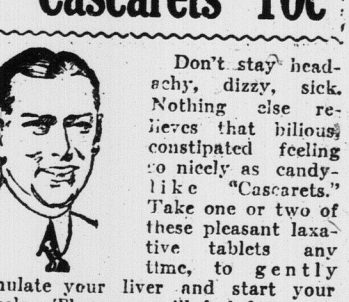 Cascarets 10c
Don't stay head-
achy, dizzy, sick.
Nothing else re-
lieves that bilious,
constipated feeling
so nicely as candy-
like "Cascarets."
Take one or two of
these pleasant laxa-
tive tablets any
time, to gently
mulate your liver and start your